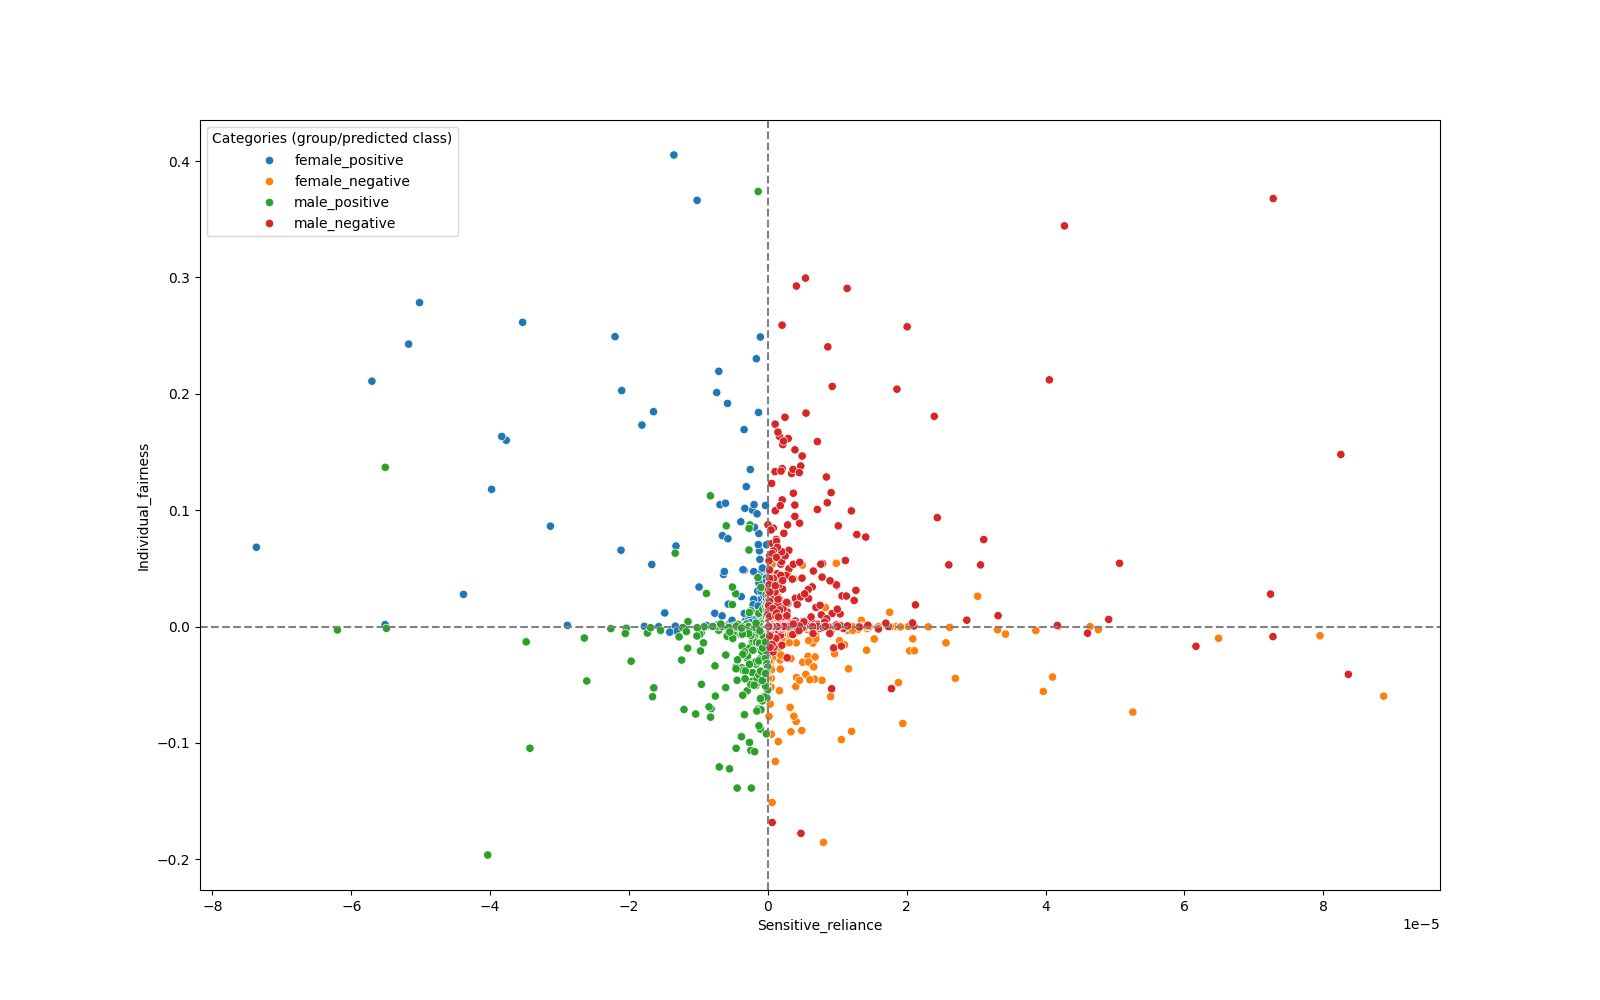 Categories (group/predicted class)
female_positive
female_negative
male_positive
male_negative
0.4
0.3
0.2
0.1
0.0
−0.1
−0.2
Individual_fairness
−8
−6
−4
−2
0
2
4
6
8
1e−5
Sensitive_reliance